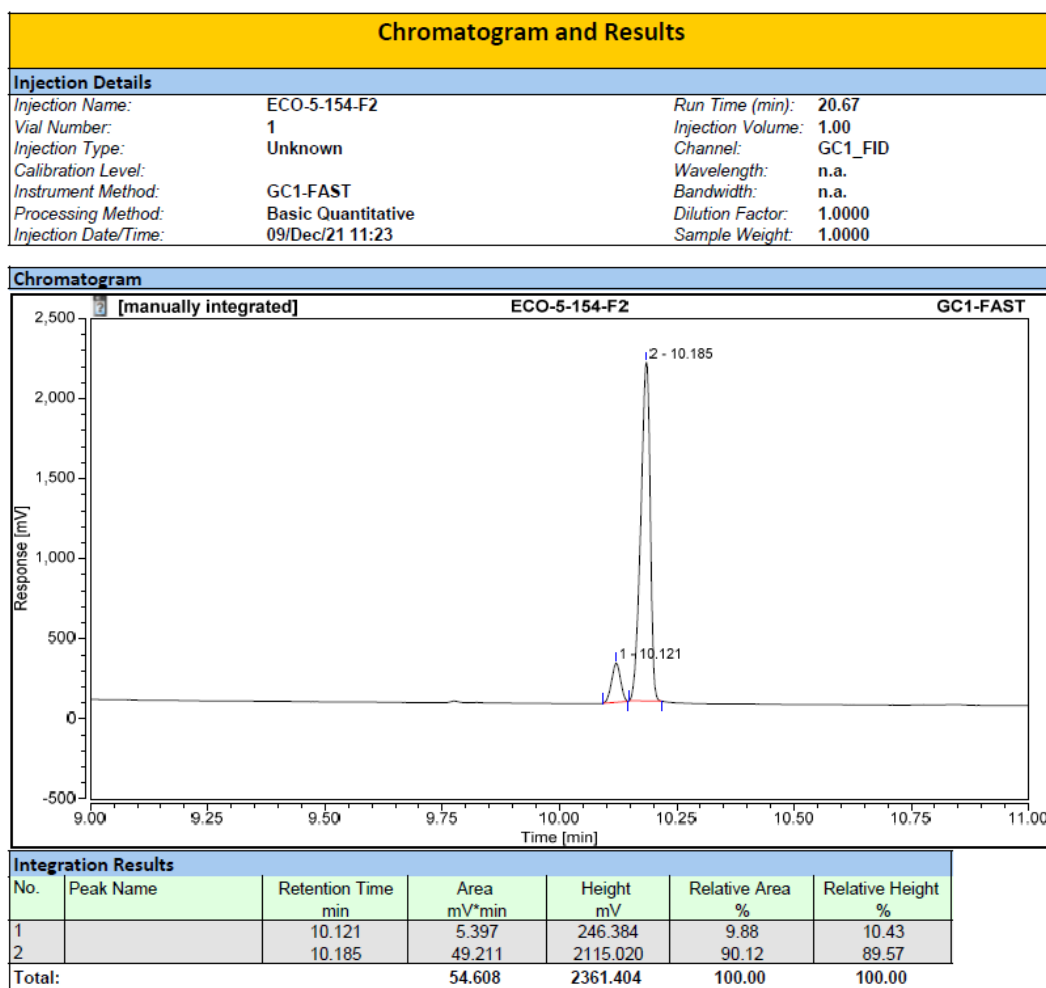 Chromatogram and Results
Injection Details
Injection Name: ECO-5-154-F2 Run Time (min): 20.67
Vial Number: 1 Injection Volume: 1.00
Injection Type: Unknown Channel: GC1_FID
Calibration Level: Wavelength: n.a.
Instrument Method: GC1-FAST Bandwidth: n.a.
Processing Method: Basic Quantitative Dilution Factor: 1.0000
Injection Date/Time: 09/Dec/21 11:23 Sample Weight: 1.0000
Chromatogram
[manually integrated] ECO-5-154-F2 GC1-FAST
2,500
2 - 10.185
2,000
1,500
1,000
Response [mV]
500
1 - 10.121
0
-500
9.00 9.25 9.50 9.75 10.00 10.25 10.50 10.75 11.00
Time [min]
Integration Results
No. Peak Name Retention Time Area Height Relative Area Relative Height
min mV*min mV % %
1 10.121 5.397 246.384 9.88 10.43
2 10.185 49.211 2115.020 90.12 89.57
Total: 54.608 2361.404 100.00 100.00